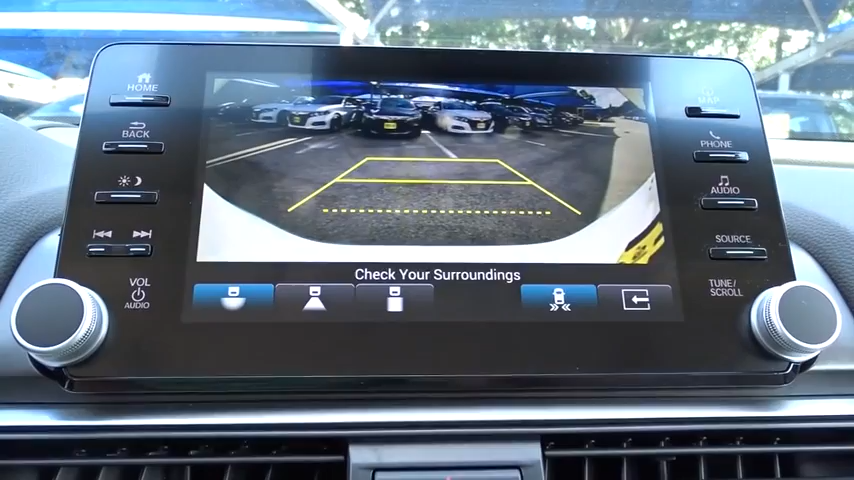 HOME
MAP
BACK
PHONE
AUDIO
SOURCE
Check Your Surroundings
VOL
AUDIO
TUNE/
SCROLL